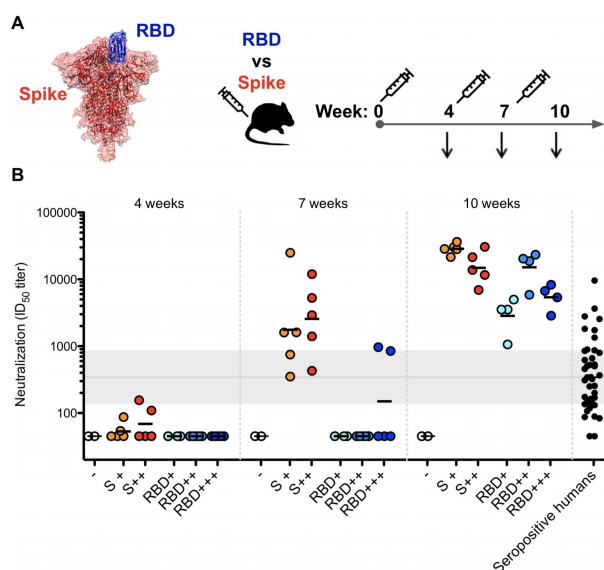 A
RBD
Spike
RBD
vs
Spike
Week: 0 4 7 10
B
4 weeks 7 weeks 10 weeks
Neutralization (ID50 titer)
100000
10000
1000
100
- S + S ++ RBD+ RBD++ RBD+++ - S + S ++ RBD+ RBD++ RBD+++ - S + S ++ RBD+ RBD++ RBD+++ Seropositive humans